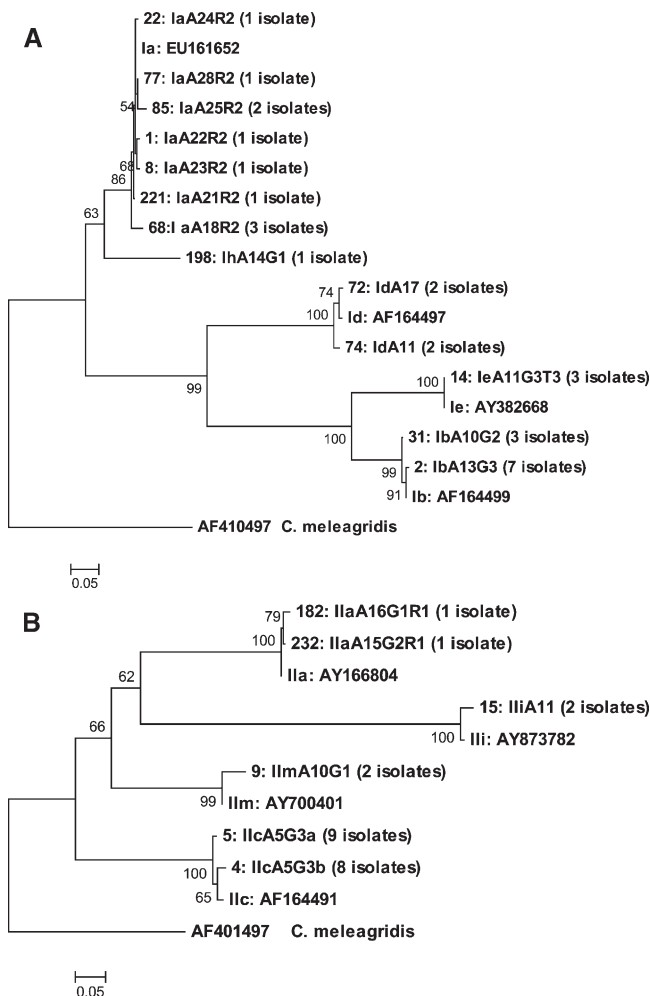 A
22: IaA24R2 (1 isolate)
Ia: EU161652
77: IaA28R2 (1 isolate)
54
85: IaA25R2 (2 isolates)
1: IaA22R2 (1 isolate)
68
8: IaA23R2 (1 isolate)
86
221: IaA21R2 (1 isolate)
63
68:I aA18R2 (3 isolates)
198: IhA14G1 (1 isolate)
74
72: IdA17 (2 isolates)
100
Id: AF164497
74: IdA11 (2 isolates)
99
100
14: IeA11G3T3 (3 isolates)
Ie: AY382668
100
31: IbA10G2 (3 isolates)
99
2: IbA13G3 (7 isolates)
91
Ib: AF164499
AF410497 C. meleagridis
0.05
B
79
182: IIaA16G1R1 (1 isolate)
100
232: IIaA15G2R1 (1 isolate)
62
IIa: AY166804
66
15: IIiA11 (2 isolates)
100
IIi: AY873782
9: IImA10G1 (2 isolates)
99
IIm: AY700401
5: IIcA5G3a (9 isolates)
100
4: IIcA5G3b (8 isolates)
65
IIc: AF164491
AF401497 C. meleagridis
0.05